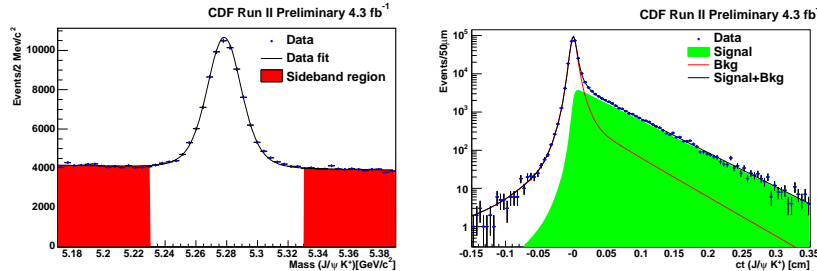 CDF Run II Preliminary 4.3 fb⁻¹
Events/2 Mev/c²
10000
8000
6000
4000
2000
0
Data
Data fit
Sideband region
5.18 5.2 5.22 5.24 5.26 5.28 5.3 5.32 5.34 5.36 5.38
Mass (J/ψ K⁺)[GeV/c²]
CDF Run II Preliminary 4.3 fb⁻
Events/50µm
10⁵
10⁴
10³
10²
10
1
Data
Signal
Bkg
Signal+Bkg
-0.15 -0.1 -0.05 -0 0.05 0.1 0.15 0.2 0.25 0.3 0.35
ct (J/ψ K⁺) [cm]